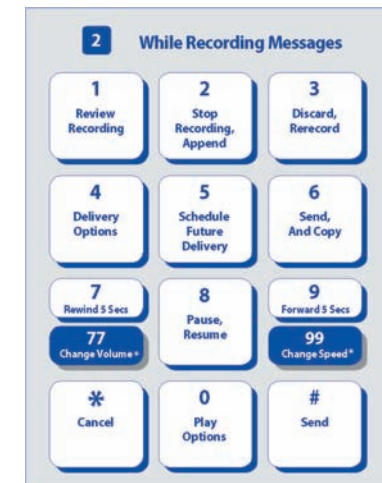 2 While Recording Messages
1
Review
Recording
2
Stop
Recording,
Append
3
Discard,
Rerecord
4
Delivery
Options
5
Schedule
Future
Delivery
6
Send,
And Copy
7
Rewind 5 Secs
77
Change Volume*
8
Pause,
Resume
9
Forward 5 Secs
99
Change Speed*
*
Cancel
0
Play
Options
#
Send